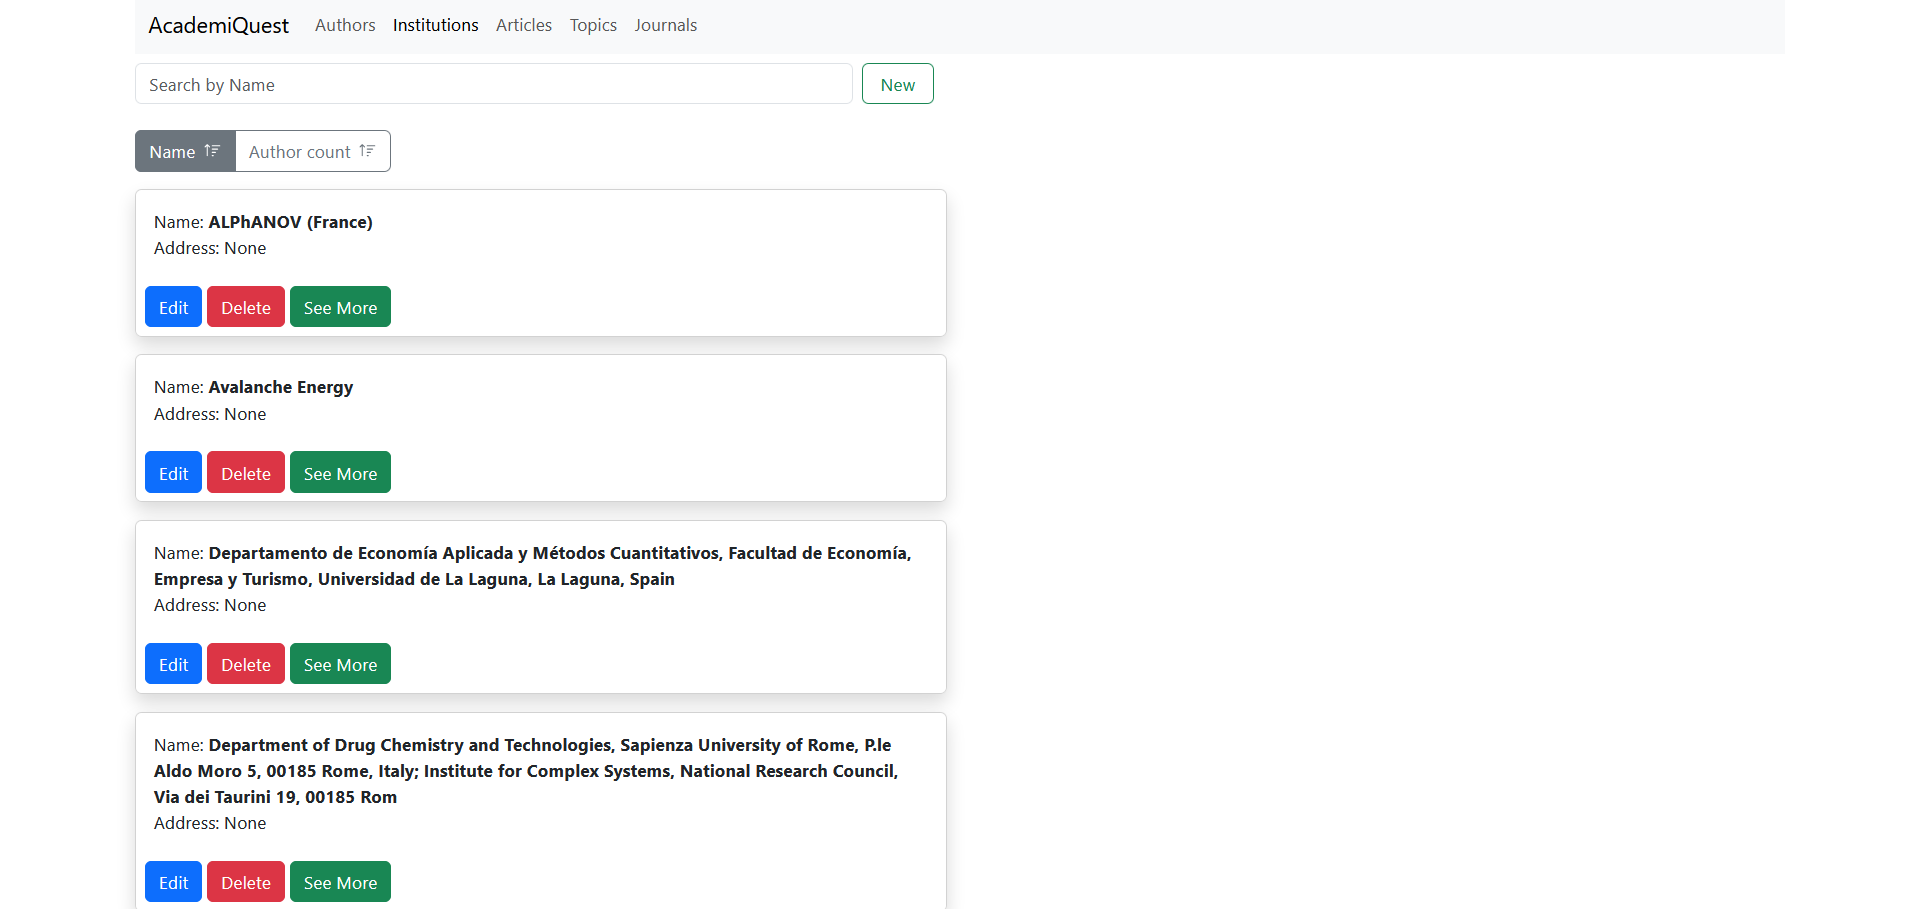 AcademiQuest Authors Institutions Articles Topics Journals
Search by Name New
Name Author count
Name: ALPhANOV (France)
Address: None
Edit Delete See More
Name: Avalanche Energy
Address: None
Edit Delete See More
Name: Departamento de Economía Aplicada y Métodos Cuantitativos, Facultad de Economía,
Empresa y Turismo, Universidad de La Laguna, La Laguna, Spain
Address: None
Edit Delete See More
Name: Department of Drug Chemistry and Technologies, Sapienza University of Rome, P.le
Aldo Moro 5, 00185 Rome, Italy; Institute for Complex Systems, National Research Council,
Via dei Taurini 19, 00185 Rom
Address: None
Edit Delete See More